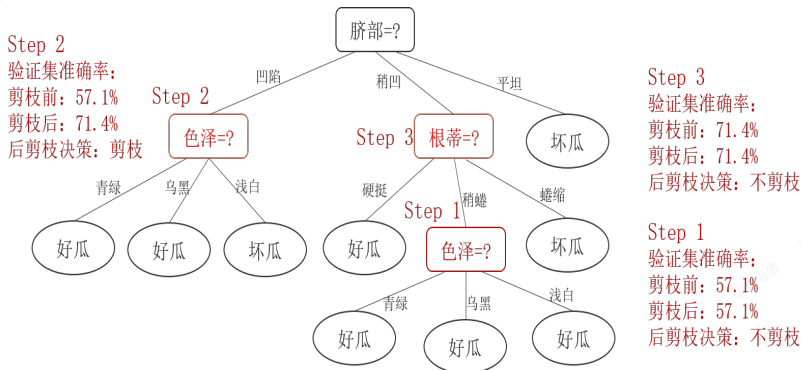 脐部=?
Step 2
验证集准确率：
剪枝前：57.1%
剪枝后：71.4%
后剪枝决策：剪枝
凹陷
稍凹
平坦
Step 2
色泽=?
Step 3
根蒂=?
坏瓜
Step 3
验证集准确率：
剪枝前：71.4%
剪枝后：71.4%
后剪枝决策：不剪枝
青绿
乌黑
浅白
硬挺
稍蜷
蜷缩
好瓜
好瓜
坏瓜
好瓜
Step 1
色泽=?
坏瓜
Step 1
验证集准确率：
剪枝前：57.1%
剪枝后：57.1%
后剪枝决策：不剪枝
青绿
乌黑
浅白
好瓜
好瓜
好瓜